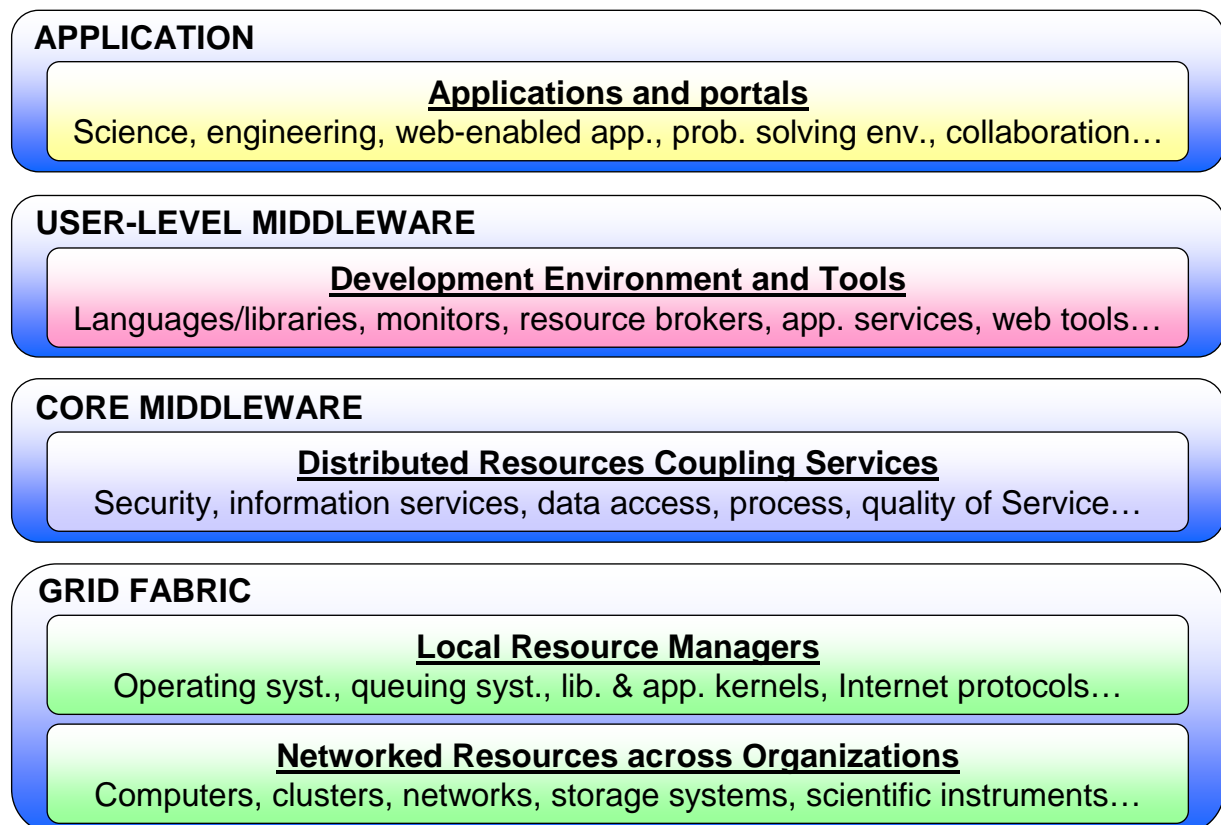 APPLICATION
Applications and portals
Science, engineering, web-enabled app., prob. solving env., collaboration…
USER-LEVEL MIDDLEWARE
Development Environment and Tools
Languages/libraries, monitors, resource brokers, app. services, web tools…
CORE MIDDLEWARE
Distributed Resources Coupling Services
Security, information services, data access, process, quality of Service…
GRID FABRIC
Local Resource Managers
Operating syst., queuing syst., lib. & app. kernels, Internet protocols…
Networked Resources across Organizations
Computers, clusters, networks, storage systems, scientific instruments…